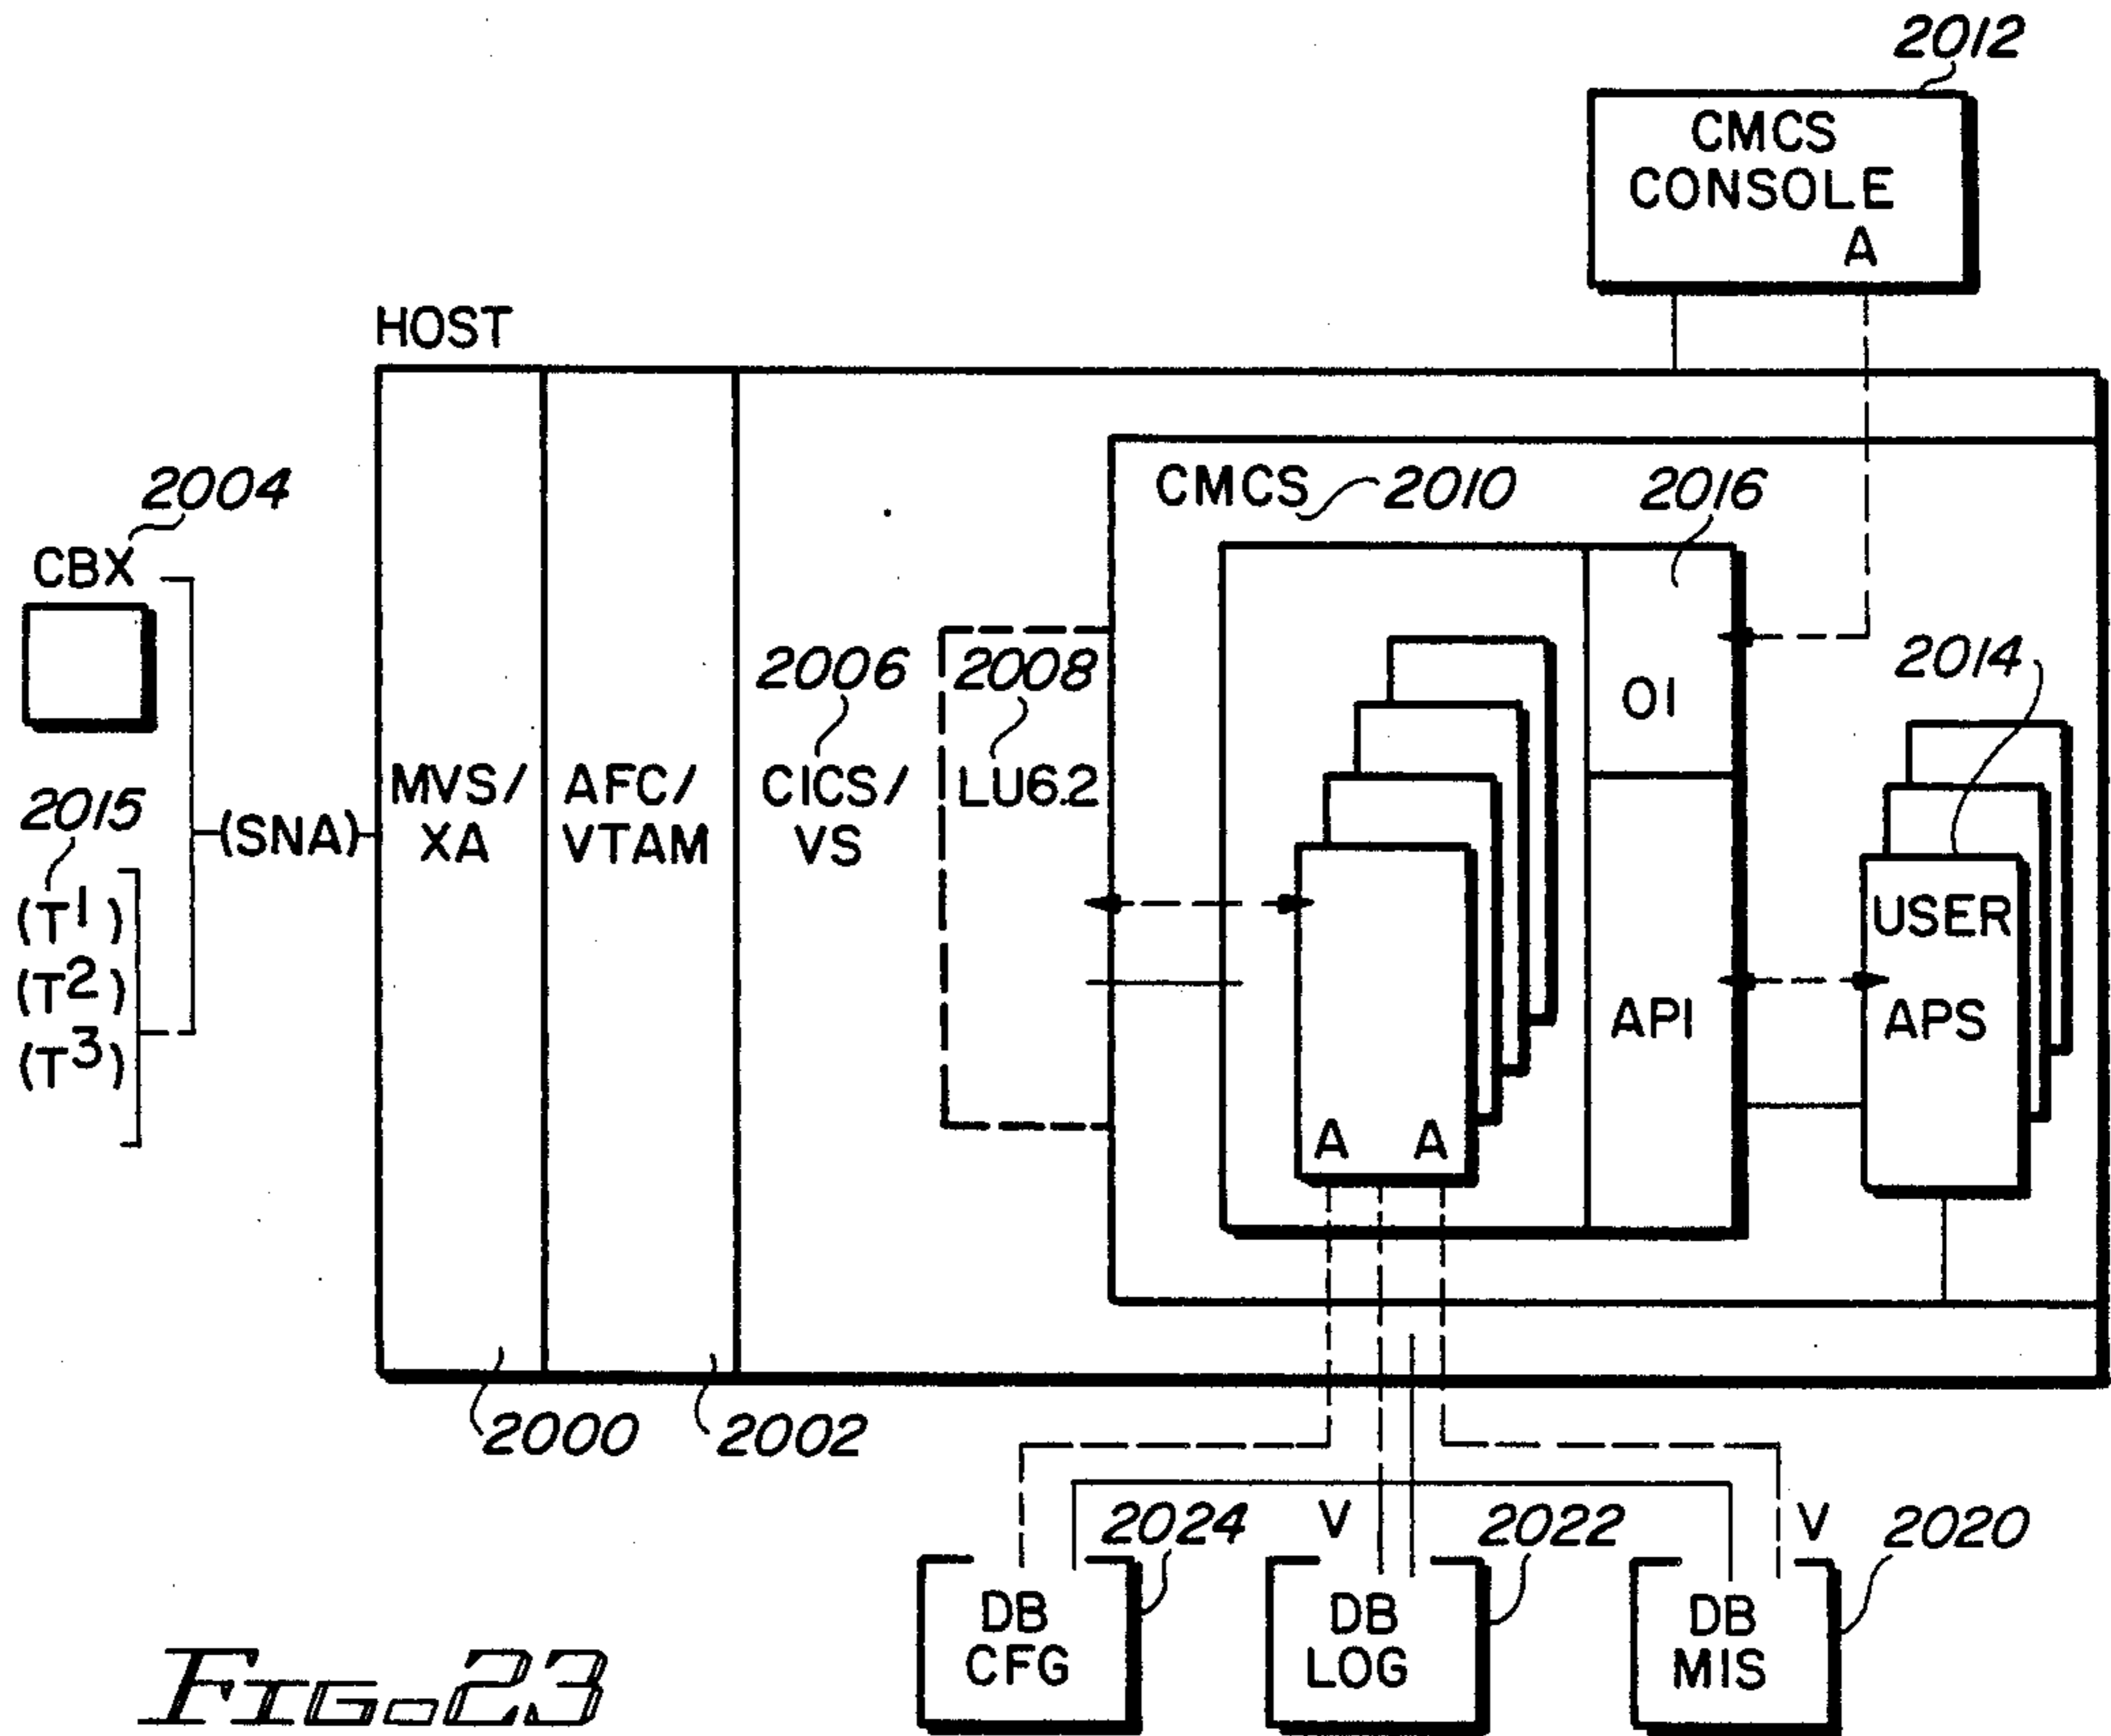 2012
CMCS
CONSOLE
A
HOST
2004
CBX
CMCS 2010
2016
2006
2008
2014
OI
2015
(SNA)
MVS/
XA
AFC/
VTAM
CICS/
VS
LU6.2
(T1)
(T2)
(T3)
USER
APS
API
A A
2000
2002
2024
V
2022
V
2020
DB
CFG
DB
LOG
DB
MIS
FIG. 23